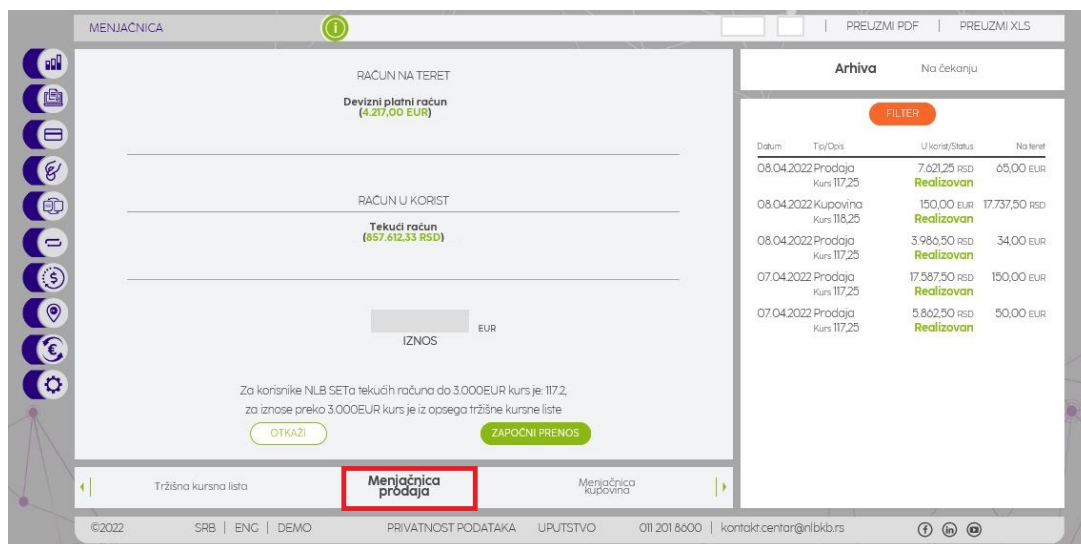 MENJAČNICA
PREUZMI PDF | PREUZMI XLS
RAČUN NA TERET
Devizni platni račun
(4.217,00 EUR)
RAČUN U KORIST
Tekući račun
(857.612,33 RSD)
EUR
IZNOS
Za korisnike NLB SETa tekućih računa do 3.000EUR kurs je: 117.2,
za iznose preko 3.000EUR kurs je iz opsega tržišne kursne liste
OTKAŽI
ZAPOČNI PRENOS
Tržišna kursna lista
Menjačnica
prodaja
Menjačnica
kupovina
Arhiva
Na čekanju
FILTER
Datum Tip/Opis U korist/Status Na teret
08.04.2022 Prodaja 7.621,25 RSD 65,00 EUR
Kurs 117,25 Realizovan
08.04.2022 Kupovina 150,00 EUR 17.737,50 RSD
Kurs 118,25 Realizovan
08.04.2022 Prodaja 3.986,50 RSD 34,00 EUR
Kurs 117,25 Realizovan
07.04.2022 Prodaja 17.587,50 RSD 150,00 EUR
Kurs 117,25 Realizovan
07.04.2022 Prodaja 5.862,50 RSD 50,00 EUR
Kurs 117,25 Realizovan
©2022 SRB | ENG | DEMO PRIVATNOST PODATAKA UPUTSTVO 011 201 8600 | kontakt.centar@nlbkb.rs